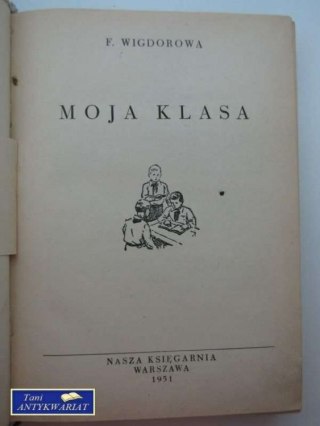 F. WIGDOROWA
MOJA KLASA
NASZA KSIĘGARNIA
WARSZAWA
1951
Tani
ANTYKWARIAT